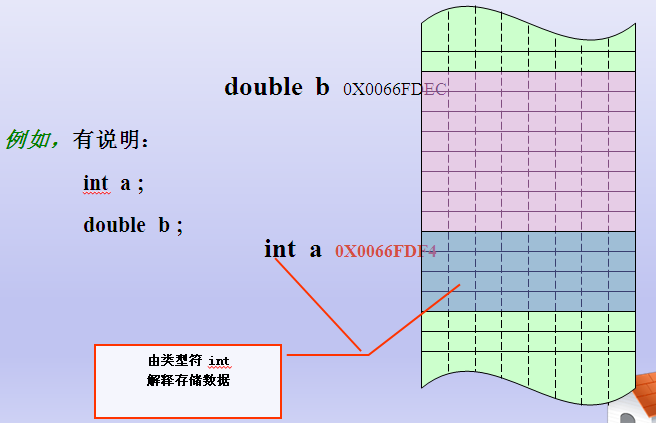 double b 0X0066FDEC
例如，有说明：
int a ;
double b ;
int a 0X0066FDF4
由类型符 int
解释存储数据